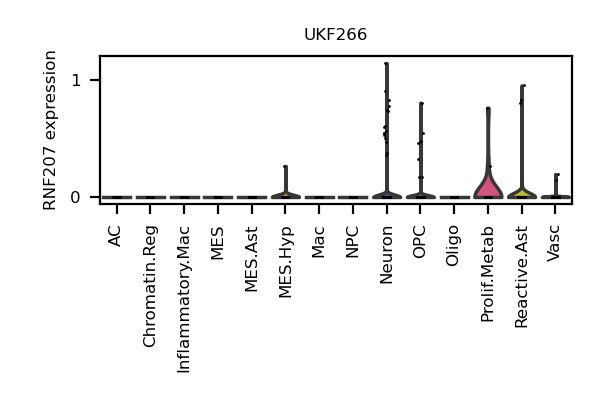 UKF266
RNF207 expression
1
0
AC
Chromatin.Reg
Inflammatory.Mac
MES
MES.Ast
MES.Hyp
Mac
NPC
Neuron
OPC
Oligo
Prolif.Metab
Reactive.Ast
Vasc